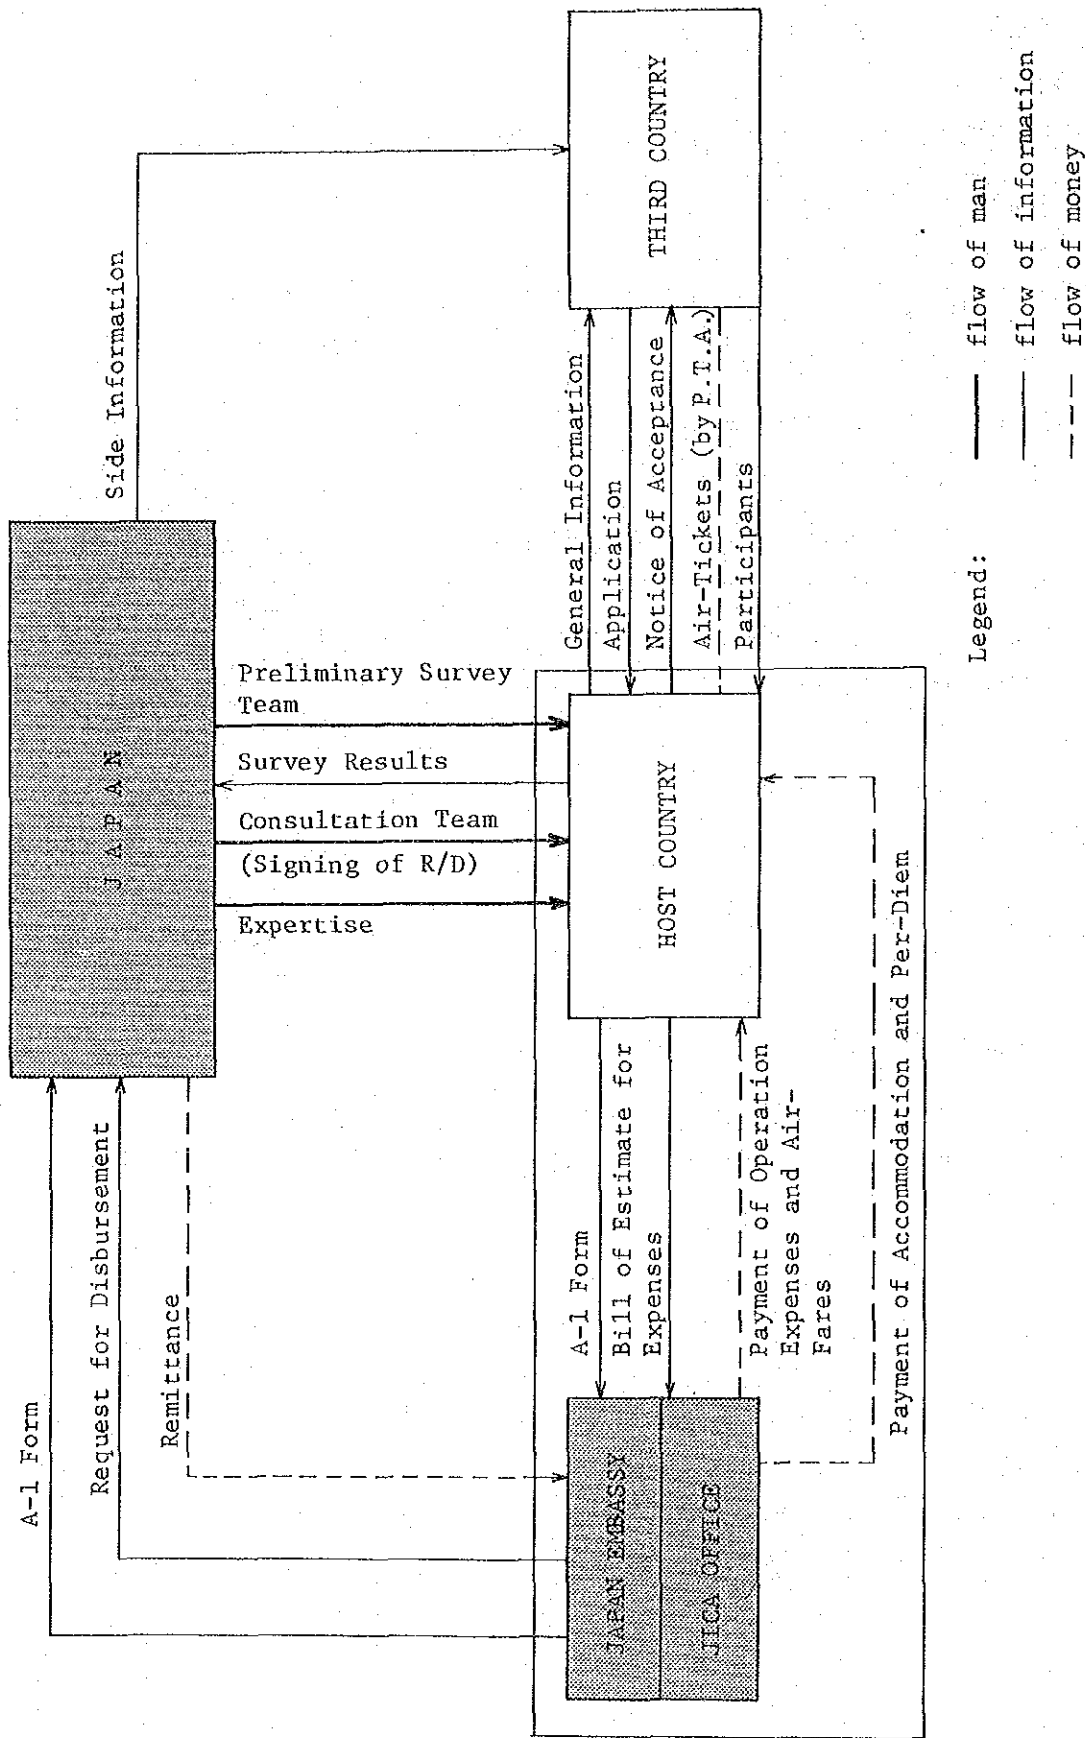 A-1 Form
Request for Disbursement
Remittance
J A P A N
Side Information
Preliminary Survey
Team
Survey Results
Consultation Team
(Signing of R/D)
Expertise
JAPAN EMBASSY
JICA OFFICE
A-1 Form
Bill of Estimate for
Expenses
Payment of Operation
Expenses and Air-
Fares
Payment of Accommodation and Per-Diem
HOST COUNTRY
General Information
Application
Notice of Acceptance
Air-Tickets (by P.T.A.)
Participants
THIRD COUNTRY
Legend:
flow of man
flow of information
flow of money